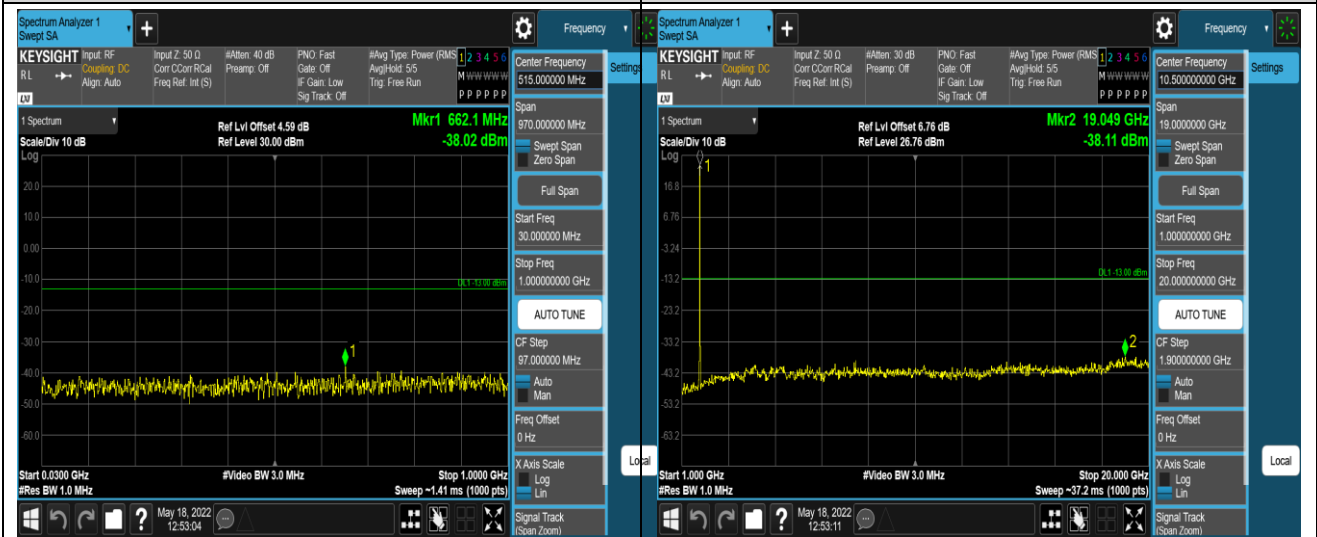 Spectrum Analyzer 1
Swept SA
+
Frequency
KEYSIGHT
RL
LXI
Input: RF
Coupling: DC
Align: Auto
Input Z: 50 Ω
Corr CCorr RCal
Freq Ref: Int (S)
#Atten: 40 dB
Preamp: Off
PNO: Fast
Gate: Off
IF Gain: Low
Sig Track: Off
#Avg Type: Power (RMS
Avg|Hold: 5/5
Trig: Free Run
1 2 3 4 5 6
M W W W W W
P P P P P P
Center Frequency
515.000000 MHz
Settings
1 Spectrum
Scale/Div 10 dB
Log
Ref Lvl Offset 4.59 dB
Ref Level 30.00 dBm
Mkr1 662.1 MHz
-38.02 dBm
20.0
10.0
0.00
-10.0
-20.0
-30.0
-40.0
-50.0
-60.0
DL1 -13.00 dBm
1
Start 0.0300 GHz
#Res BW 1.0 MHz
#Video BW 3.0 MHz
Stop 1.0000 GHz
Sweep ~1.41 ms (1000 pts)
Span
970.000000 MHz
Swept Span
Zero Span
Full Span
Start Freq
30.000000 MHz
Stop Freq
1.000000000 GHz
AUTO TUNE
CF Step
97.000000 MHz
Auto
Man
Freq Offset
0 Hz
X Axis Scale
Log
Lin
Signal Track
(Span Zoom)
Local
?
May 18, 2022
12:53:04
Spectrum Analyzer 1
Swept SA
+
Frequency
KEYSIGHT
RL
LXI
Input: RF
Coupling: DC
Align: Auto
Input Z: 50 Ω
Corr CCorr RCal
Freq Ref: Int (S)
#Atten: 30 dB
Preamp: Off
PNO: Fast
Gate: Off
IF Gain: Low
Sig Track: Off
#Avg Type: Power (RMS
Avg|Hold: 5/5
Trig: Free Run
1 2 3 4 5 6
M W W W W W
P P P P P P
Center Frequency
10.500000000 GHz
Settings
1 Spectrum
Scale/Div 10 dB
Log
Ref Lvl Offset 6.76 dB
Ref Level 26.76 dBm
Mkr2 19.049 GHz
-38.11 dBm
1
16.8
6.76
-3.24
-13.2
-23.2
-33.2
-43.2
-53.2
-63.2
DL1 -13.00 dBm
2
Start 1.000 GHz
#Res BW 1.0 MHz
#Video BW 3.0 MHz
Stop 20.000 GHz
Sweep ~37.2 ms (1000 pts)
Span
19.0000000 GHz
Swept Span
Zero Span
Full Span
Start Freq
1.000000000 GHz
Stop Freq
20.000000000 GHz
AUTO TUNE
CF Step
1.900000000 GHz
Auto
Man
Freq Offset
0 Hz
X Axis Scale
Log
Lin
Signal Track
(Span Zoom)
Local
?
May 18, 2022
12:53:11